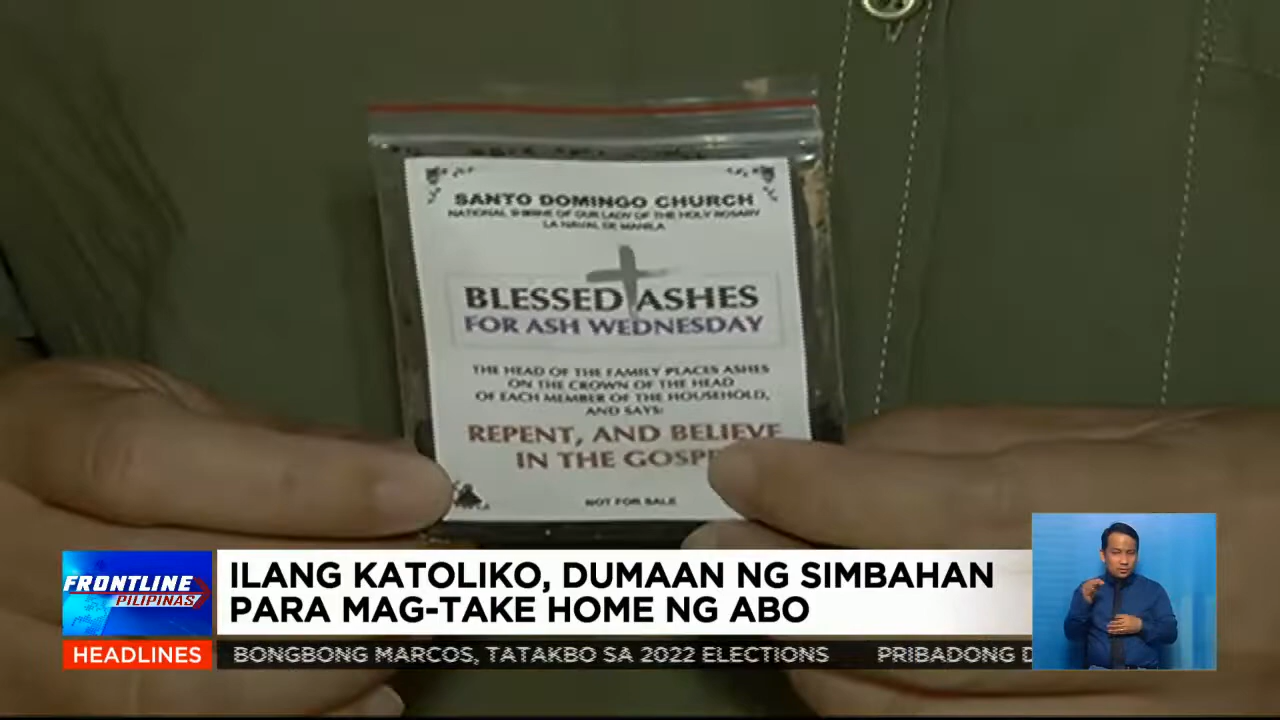 SANTO DOMINGO CHURCH
NATIONAL SHRINE OF OUR LADY OF THE HOLY ROSARY
LA NAVAL DE MANILA
BLESSED ASHES
FOR ASH WEDNESDAY
THE HEAD OF THE FAMILY PLACES ASHES
ON THE CROWN OF THE HEAD
OF EACH MEMBER OF THE HOUSEHOLD,
AND SAYS:
REPENT, AND BELIEVE
IN THE GOSPE
NOT FOR SALE
FRONTLINE
PILIPINAS
ILANG KATOLIKO, DUMAAN NG SIMBAHAN
PARA MAG-TAKE HOME NG ABO
HEADLINES
BONGBONG MARCOS, TATAKBO SA 2022 ELECTIONS PRIBADONG D